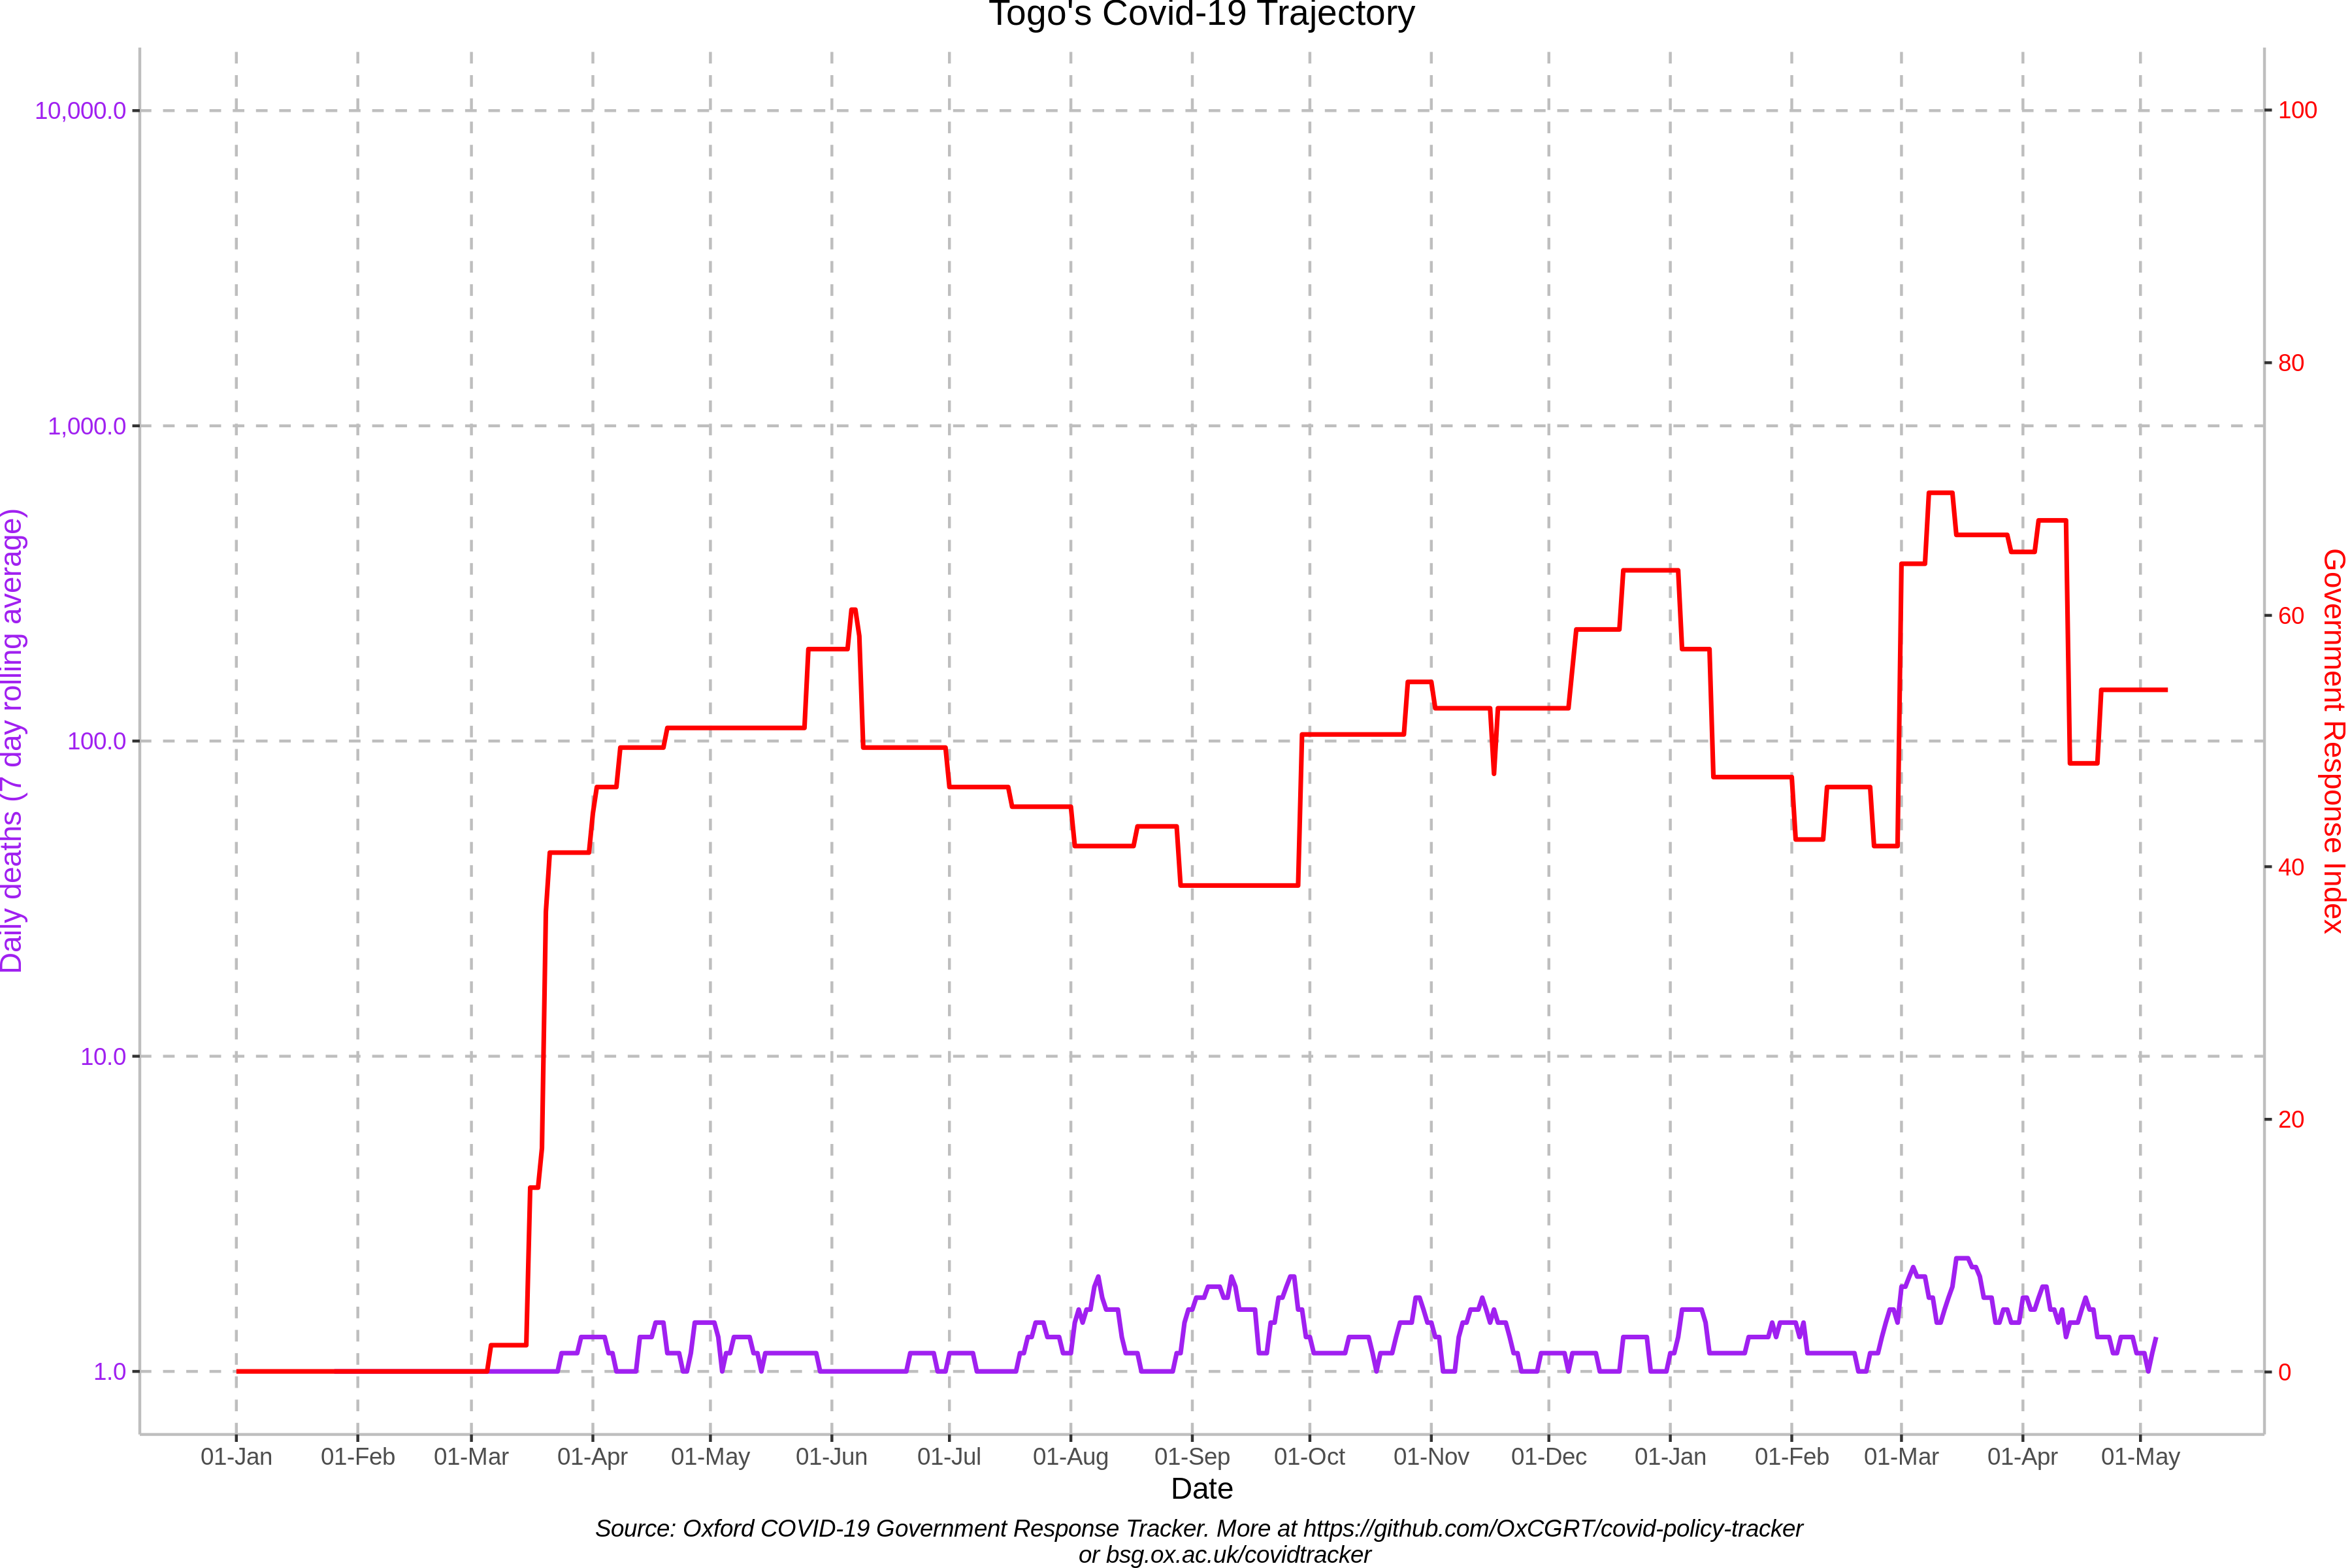 Togo's Covid-19 Trajectory
10,000.0
1,000.0
100.0
10.0
1.0
Daily deaths (7 day rolling average)
100
80
60
40
20
0
Government Response Index
01-Jan 01-Feb 01-Mar 01-Apr 01-May 01-Jun 01-Jul 01-Aug 01-Sep 01-Oct 01-Nov 01-Dec 01-Jan 01-Feb 01-Mar 01-Apr 01-May
Date
Source: Oxford COVID-19 Government Response Tracker. More at https://github.com/OxCGRT/covid-policy-tracker
or bsg.ox.ac.uk/covidtracker